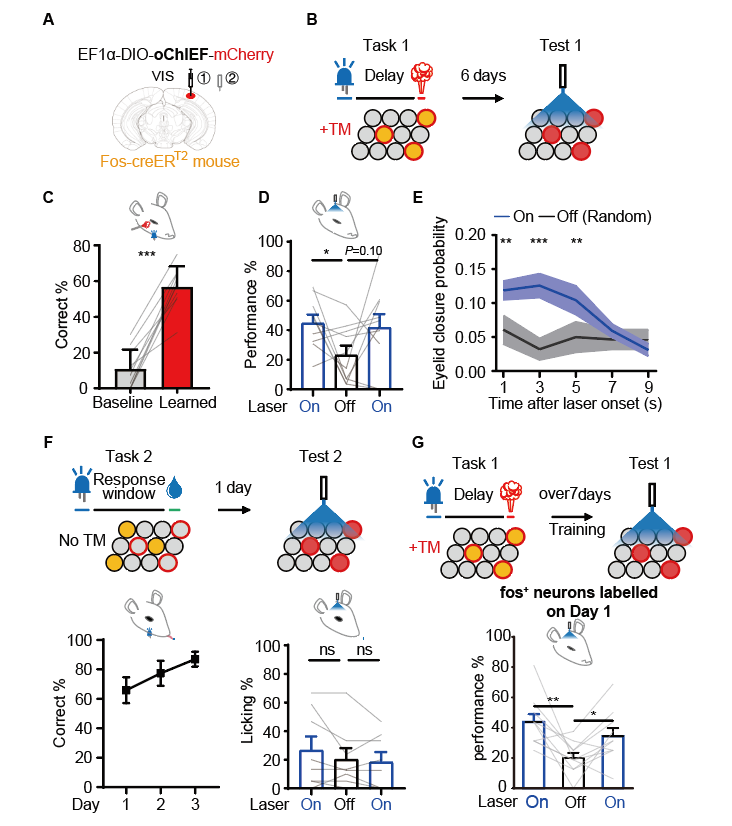 A
EF1α-DIO-oChIEF-mCherry
VIS ① ②
Fos-creER^T2 mouse
B
Task 1
Delay
+TM
6 days
Test 1
C
***
Correct %
80
60
40
20
0
Baseline Learned
D
* P=0.10
Performance %
100
80
60
40
20
0
Laser On Off On
E
On Off (Random)
** *** **
Eyelid closure probability
0.20
0.15
0.10
0.05
0.00
1 3 5 7 9
Time after laser onset (s)
F
Task 2
Response
window
No TM
1 day
Test 2
Correct %
100
80
60
40
20
0
Day 1 2 3
Licking %
ns ns
100
80
60
40
20
0
Laser On Off On
G
Task 1
Delay
+TM
over7days
Training
Test 1
fos⁺ neurons labelled
on Day 1
performance %
** *
100
80
60
40
20
0
Laser On Off On